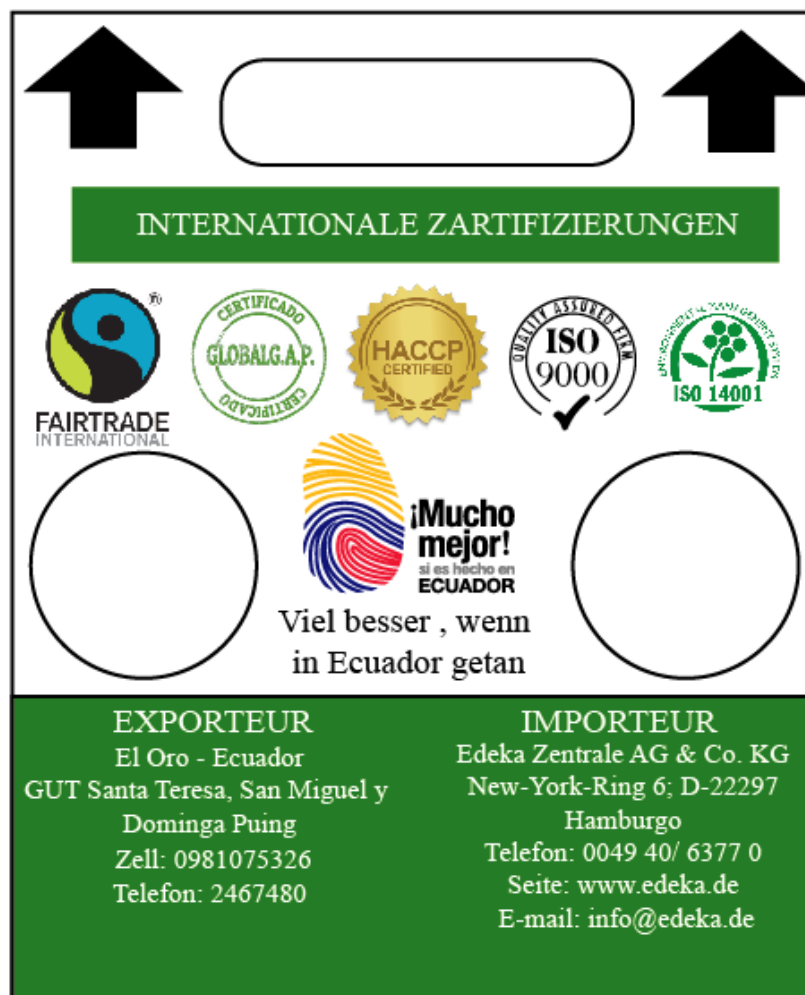 INTERNATIONALE ZARTIFIZIERUNGEN
®
FAIRTRADE
INTERNATIONAL
CERTIFICADO
GLOBALG.A.P.
CERTIFICADO
HACCP
CERTIFIED
QUALITY ASSURED FIRM
ISO
9000
ENVIRONMENTAL MANAGEMENT SYSTEM
ISO 14001
¡Mucho
mejor!
si es hecho en
ECUADOR
Viel besser , wenn
in Ecuador getan
EXPORTEUR
El Oro - Ecuador
GUT Santa Teresa, San Miguel y
Dominga Puing
Zell: 0981075326
Telefon: 2467480
IMPORTEUR
Edeka Zentrale AG & Co. KG
New-York-Ring 6; D-22297
Hamburgo
Telefon: 0049 40/ 6377 0
Seite: www.edeka.de
E-mail: info@edeka.de